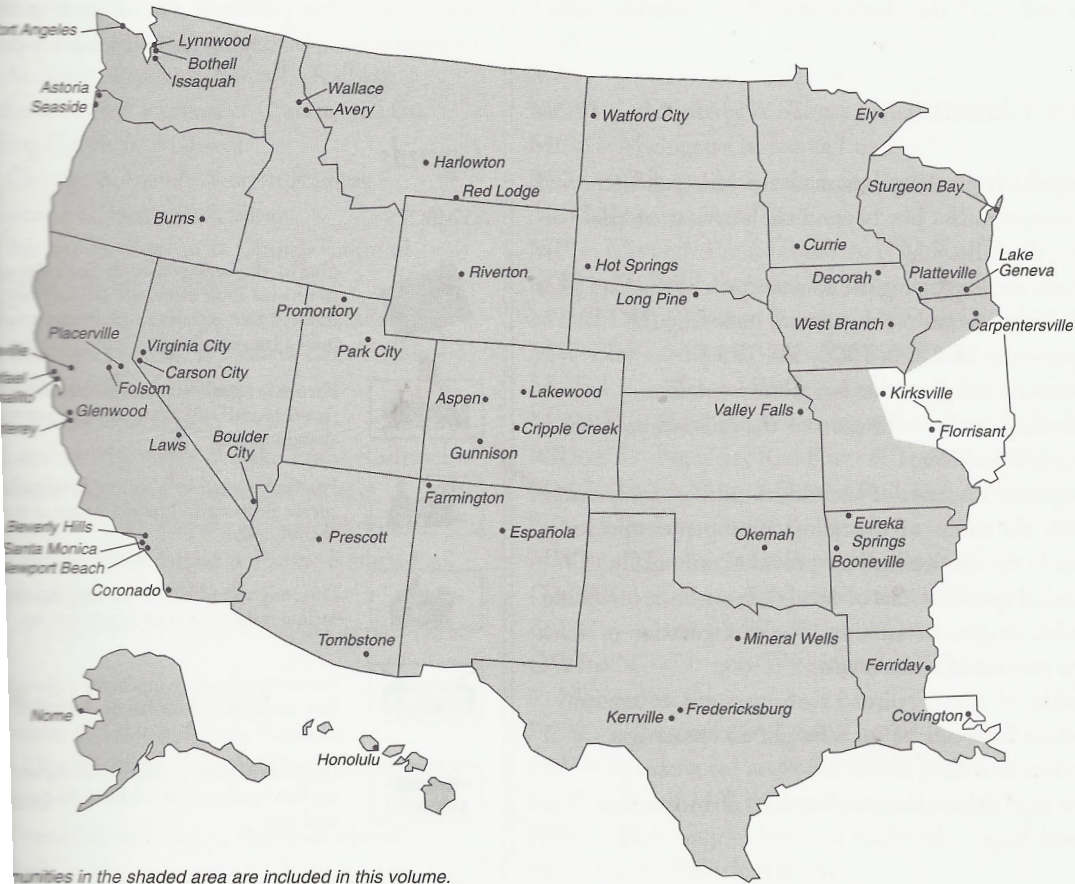 Port Angeles
Lynnwood
Bothell
Issaquah
Astoria
Seaside
Wallace
Avery
Watford City
Ely
Harlowton
Red Lodge
Sturgeon Bay
Burns
Riverton
Hot Springs
Currie
Lake
Geneva
Decorah
Platteville
Promontory
Long Pine
West Branch
Carpentersville
Placerville
Virginia City
Park City
Carson City
Folsom
Aspen
Lakewood
Kirksville
Glenwood
Valley Falls
Laws
Boulder
City
Cripple Creek
Gunnison
Florrisant
Farmington
Beverly Hills
Santa Monica
Newport Beach
Prescott
Española
Okemah
Eureka
Springs
Booneville
Coronado
Tombstone
Mineral Wells
Ferriday
Nome
Honolulu
Kerrville
Fredericksburg
Covington
in the shaded area are included in this volume.